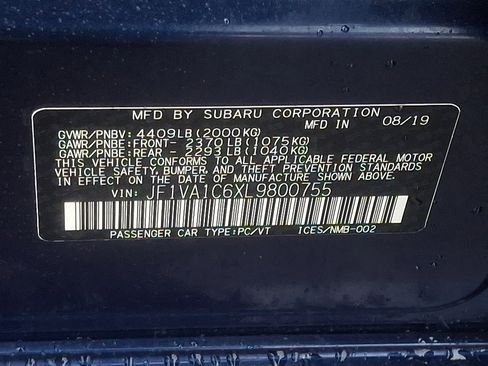 MFD BY SUBARU CORPORATION
MFD IN 08/19
GVWR/PNBV: 4409LB(2000KG)
GAWR/PNBE:FRONT- 2370LB(1075KG)
GAWR/PNBE:REAR - 2293LB(1040KG)
THIS VEHICLE CONFORMS TO ALL APPLICABLE FEDERAL MOTOR
VEHICLE SAFETY, BUMPER, AND THEFT PREVENTION STANDARDS
IN EFFECT ON THE DATE OF MANUFACTURE SHOWN ABOVE.
VIN: JF1VA1C6XL9800755
PASSENGER CAR TYPE:PC/VT ICES/NMB-002